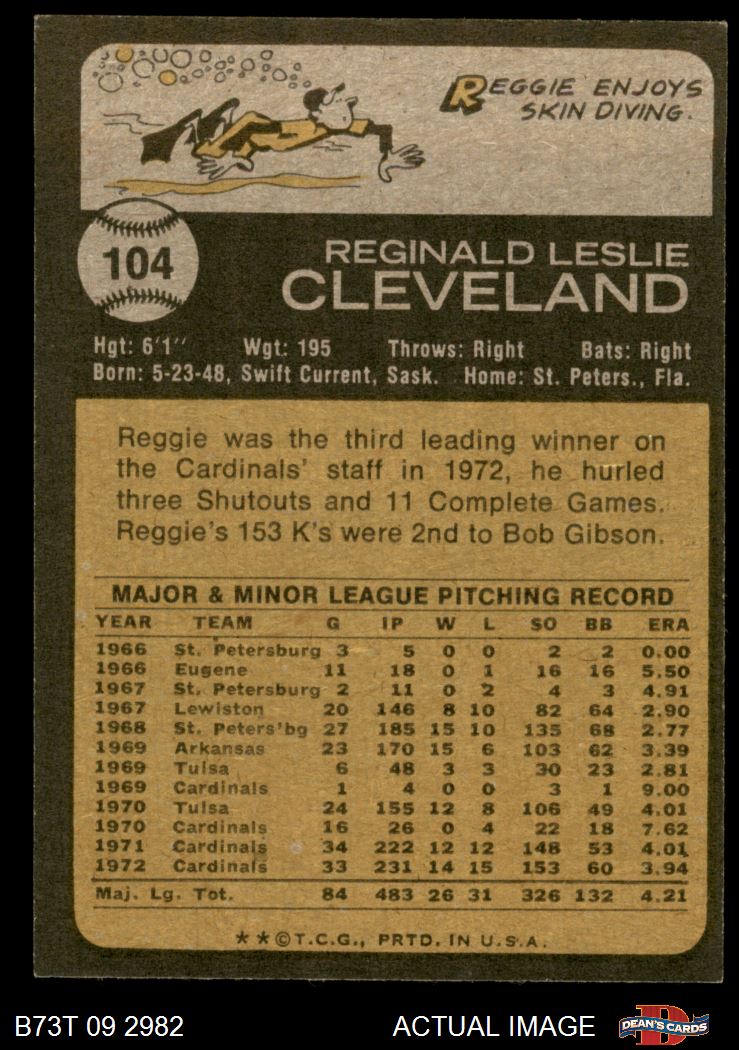 REGGIE ENJOYS
SKIN DIVING.
104
REGINALD LESLIE
CLEVELAND
Hgt: 6'1" Wgt: 195 Throws: Right Bats: Right
Born: 5-23-48, Swift Current, Sask. Home: St. Peters., Fla.
Reggie was the third leading winner on
the Cardinals' staff in 1972, he hurled
three Shutouts and 11 Complete Games.
Reggie's 153 K's were 2nd to Bob Gibson.
MAJOR & MINOR LEAGUE PITCHING RECORD
YEAR TEAM G IP W L SO BB ERA
1966 St. Petersburg 3 5 0 0 2 2 0.00
1966 Eugene 11 18 0 1 16 16 5.50
1967 St. Petersburg 2 11 0 2 4 3 4.91
1967 Lewiston 20 146 8 10 82 64 2.90
1968 St. Peters'bg 27 185 15 10 135 68 2.77
1969 Arkansas 23 170 15 6 103 62 3.39
1969 Tulsa 6 48 3 3 30 23 2.81
1969 Cardinals 1 4 0 0 3 1 9.00
1970 Tulsa 24 155 12 8 106 49 4.01
1970 Cardinals 16 26 0 4 22 18 7.62
1971 Cardinals 34 222 12 12 148 53 4.01
1972 Cardinals 33 231 14 15 153 60 3.94
Maj. Lg. Tot. 84 483 26 31 326 132 4.21
**©T.C.G., PRTD. IN U.S.A.
B73T 09 2982 ACTUAL IMAGE D DEAN'S CARDS